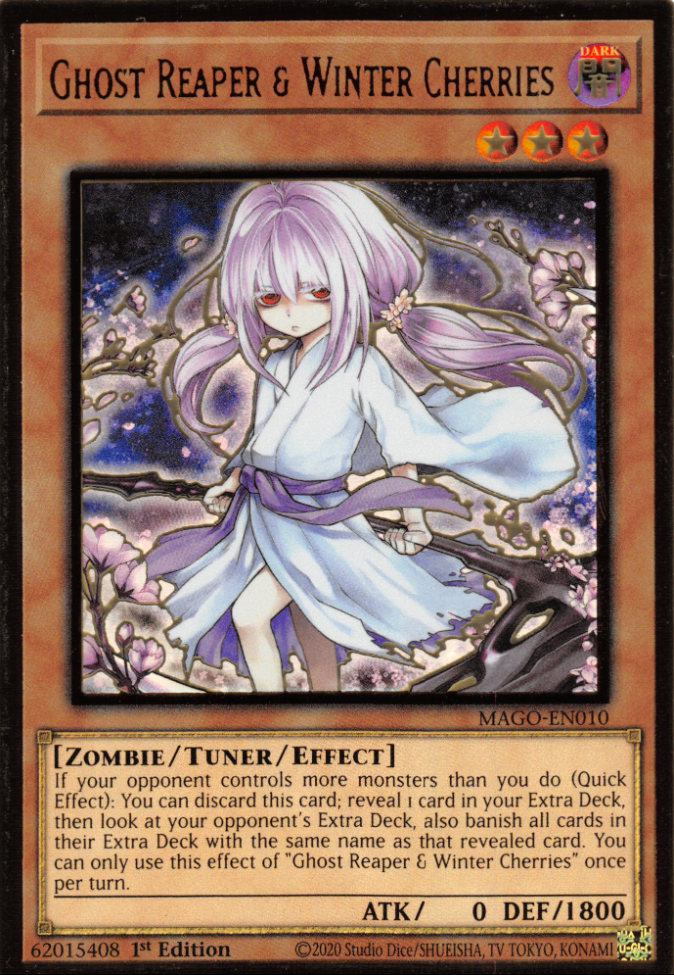 GHOST REAPER & WINTER CHERRIES
DARK
闇
MAGO-EN010
[ZOMBIE/TUNER/EFFECT]
If your opponent controls more monsters than you do (Quick
Effect): You can discard this card; reveal 1 card in your Extra Deck,
then look at your opponent's Extra Deck, also banish all cards in
their Extra Deck with the same name as that revealed card. You
can only use this effect of "Ghost Reaper & Winter Cherries" once
per turn.
ATK/ 0 DEF/1800
62015408 1st Edition ©2020 Studio Dice/SHUEISHA, TV TOKYO, KONAMI